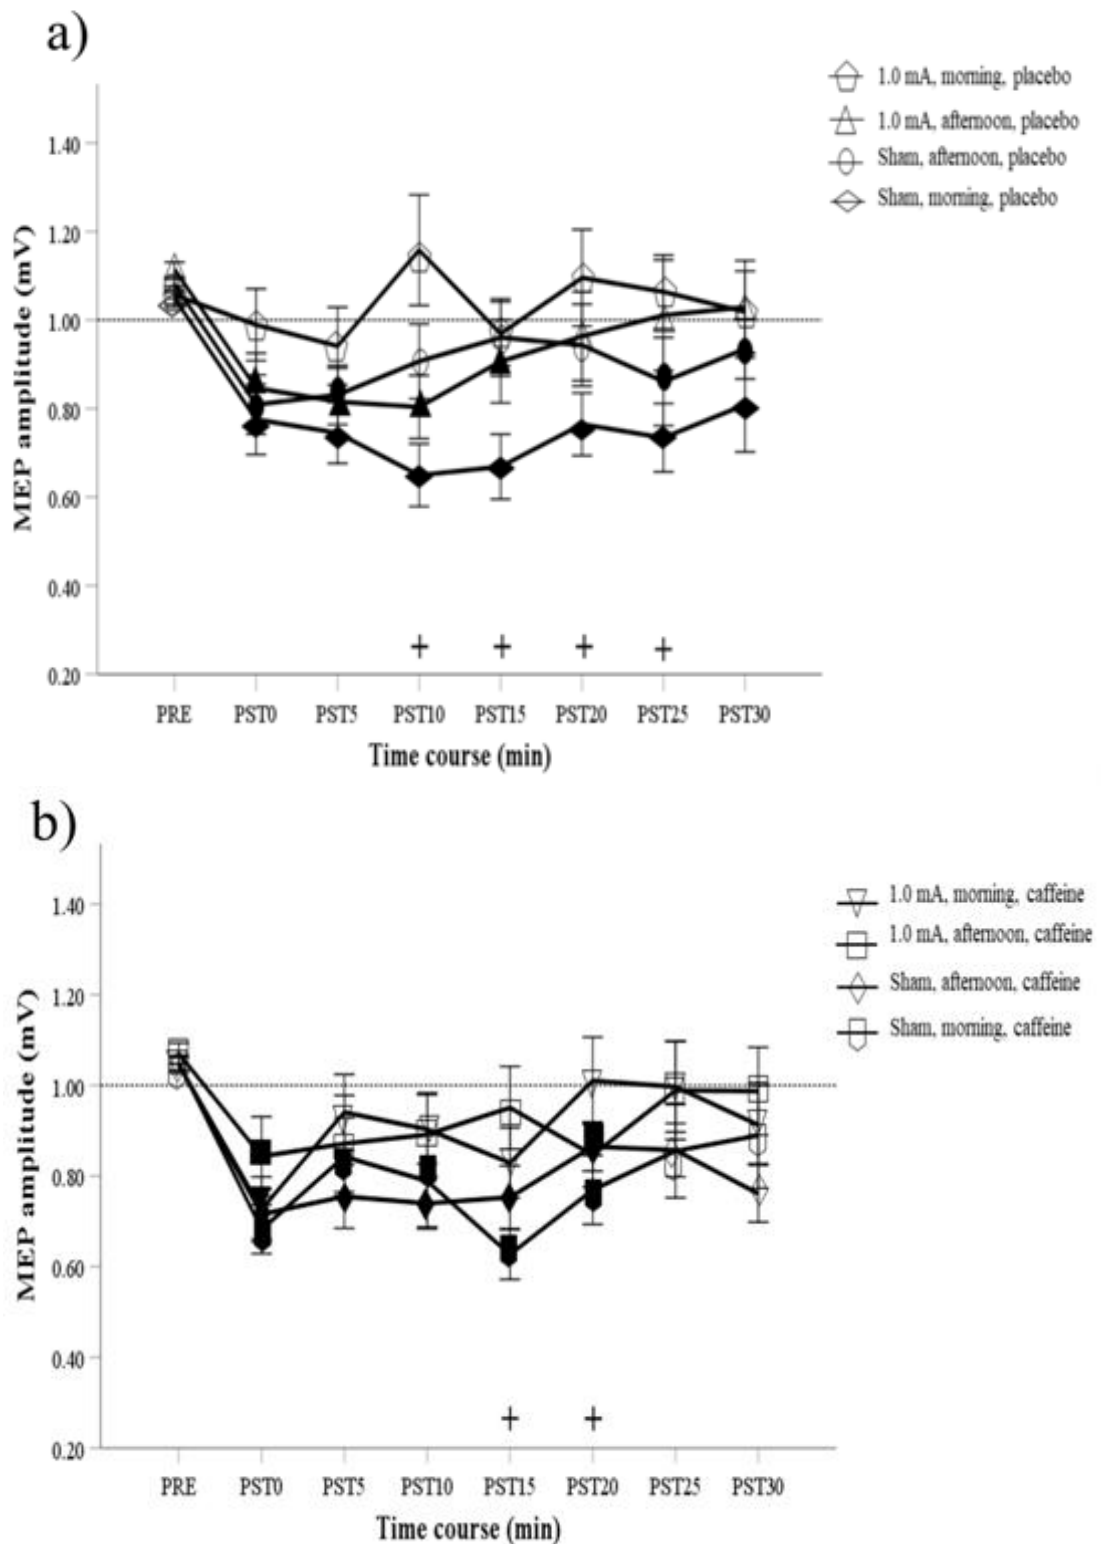 a)
1.0 mA, morning, placebo
1.0 mA, afternoon, placebo
Sham, afternoon, placebo
Sham, morning, placebo
MEP amplitude (mV)
1.40
1.20
1.00
0.80
0.60
0.40
0.20
+ + + +
PRE PST0 PST5 PST10 PST15 PST20 PST25 PST30
Time course (min)
b)
1.0 mA, morning, caffeine
1.0 mA, afternoon, caffeine
Sham, afternoon, caffeine
Sham, morning, caffeine
MEP amplitude (mV)
1.40
1.20
1.00
0.80
0.60
0.40
0.20
+ +
PRE PST0 PST5 PST10 PST15 PST20 PST25 PST30
Time course (min)